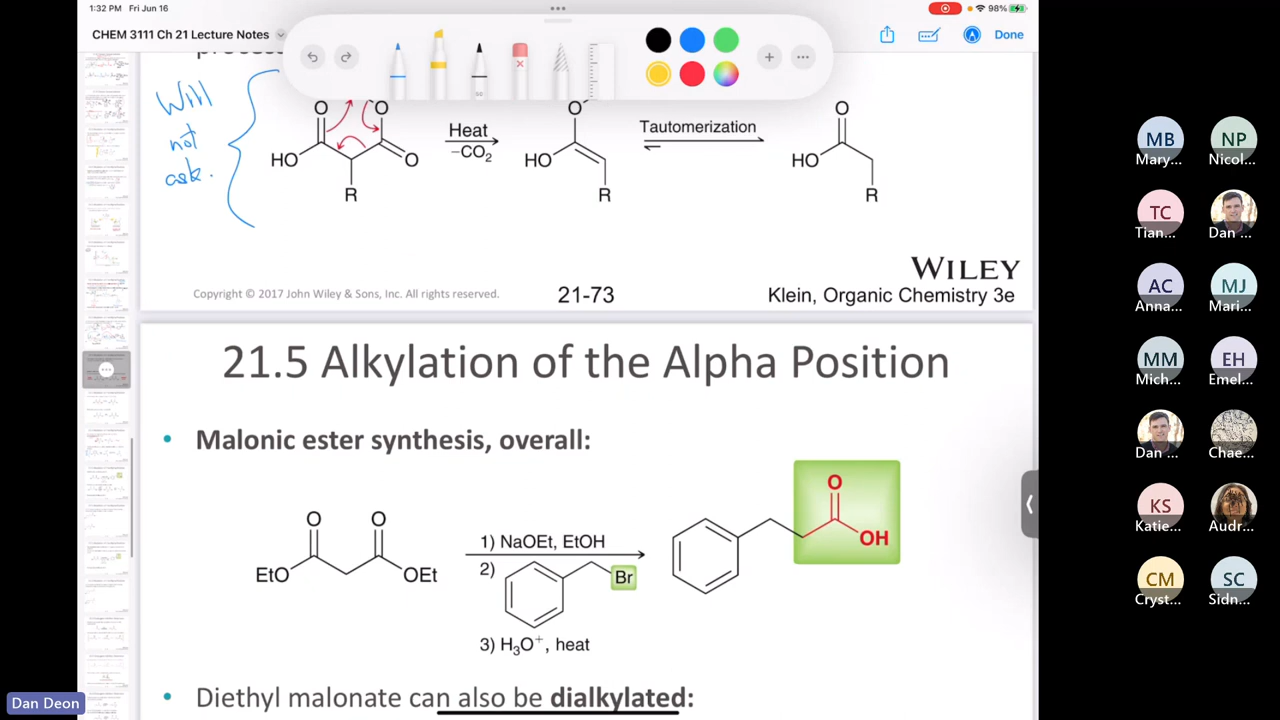 1:32 PM Fri Jun 16
98%
CHEM 3111 Ch 21 Lecture Notes
Done
Will
not
ask.
O
O
HO
O
R
Heat
−CO2
O
HO
R
Tautomerization
O
HO
R
WILEY
Copyright © John Wiley & Sons, Inc. All rights reserved.
21-73
Klein, Organic Chemistry 3e
21.5 Alkylation of the Alpha Position
• Malonic ester synthesis, overall:
O
O
EtO
OEt
1) NaOEt, EtOH
2)
Br
3) H3O+, heat
O
OH
• Diethyl malonate can also be dialkylated:
Dan Deon
MB
Mary...
NP
Nicol...
TC
Tian...
Dan ...
AC
Anna...
MJ
Mari...
MM
Mich...
EH
Emel...
Dan ...
Chae...
KS
Katie...
Audr...
CM
Cryst...
SC
Sidn...